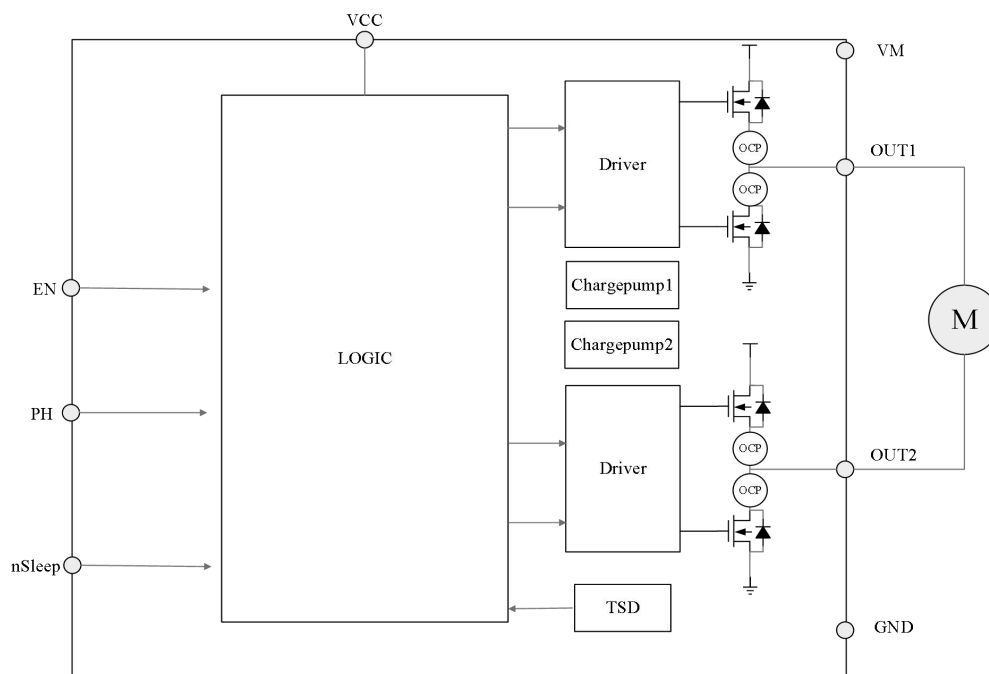 VCC
VM
OCP
OUT1
Driver
OCP
Chargepump1
EN
M
Chargepump2
LOGIC
PH
OCP
OUT2
Driver
OCP
nSleep
TSD
GND